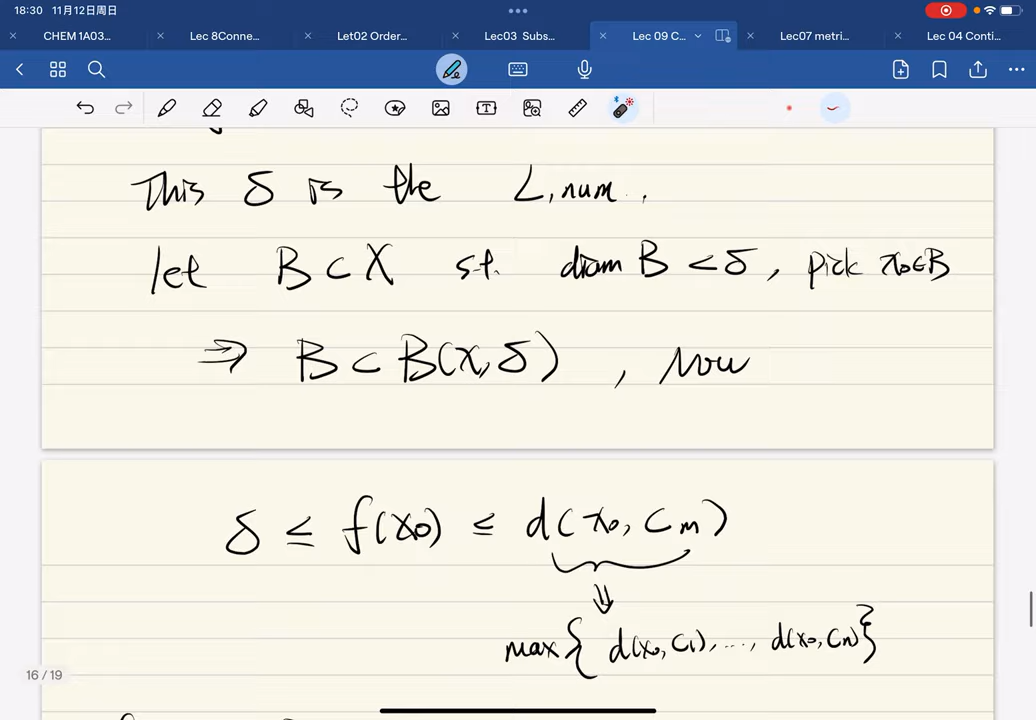 18:30 11月12日周日
CHEM 1A03... Lec 8Conne... Let02 Order... Lec03 Subs... Lec 09 C... Lec07 metri... Lec 04 Conti...
This δ is the L, num.
let B ⊂ X s.t. diam B < δ, pick x₀ ∈ B
⇒ B ⊂ B(x, δ), Now
δ ≤ f(x₀) ≤ d(x₀, Cm)
⇓
max{ d(x₀, C₁), ..., d(x₀, Cn)}
16 / 19